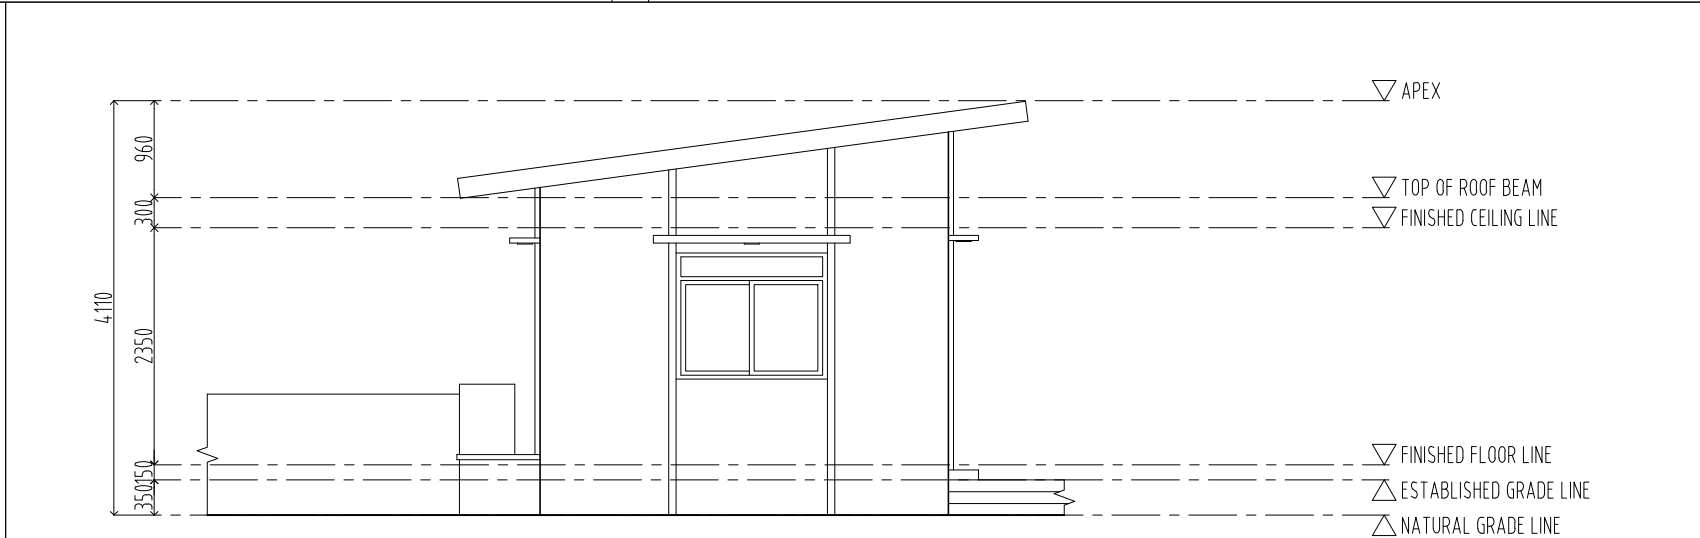 APEX
960
TOP OF ROOF BEAM
300
FINISHED CEILING LINE
4110
2350
FINISHED FLOOR LINE
150
ESTABLISHED GRADE LINE
350
NATURAL GRADE LINE